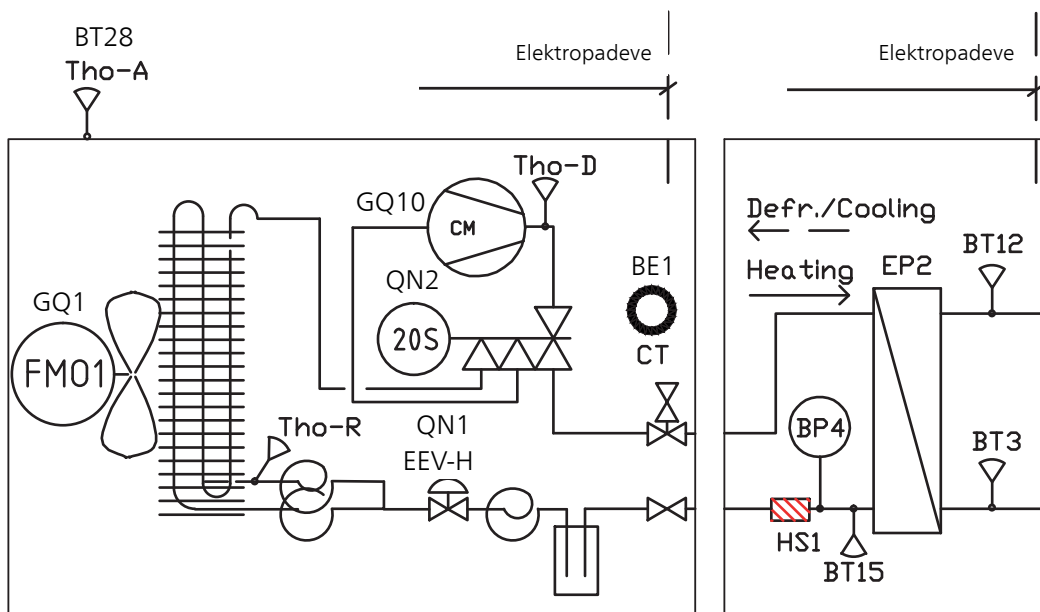 BT28
Tho-A
Elektropadeve
Elektropadeve
Tho-D
GQ10
CM
QN2
BE1
GQ1
20S
FM01
CT
Defr./Cooling
Heating
EP2
BT12
Tho-R
QN1
EEV-H
BP4
BT3
HS1
BT15